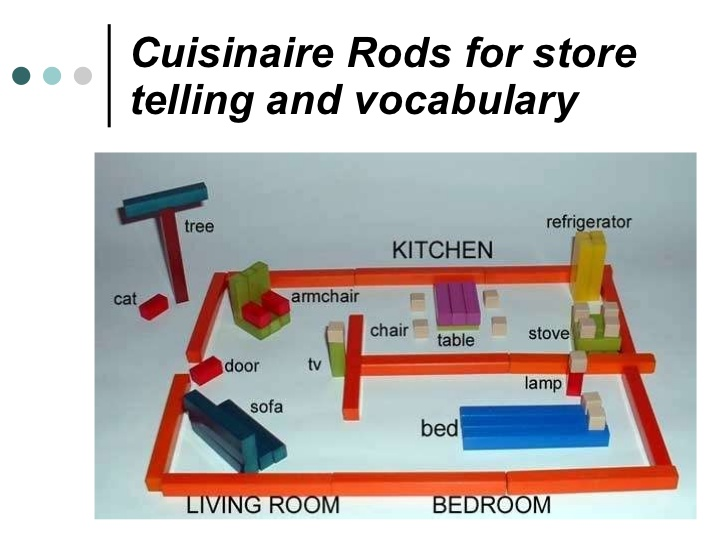 Cuisinaire Rods for store
telling and vocabulary
tree
refrigerator
KITCHEN
cat
armchair
chair
table
stove
door
tv
lamp
sofa
bed
LIVING ROOM
BEDROOM